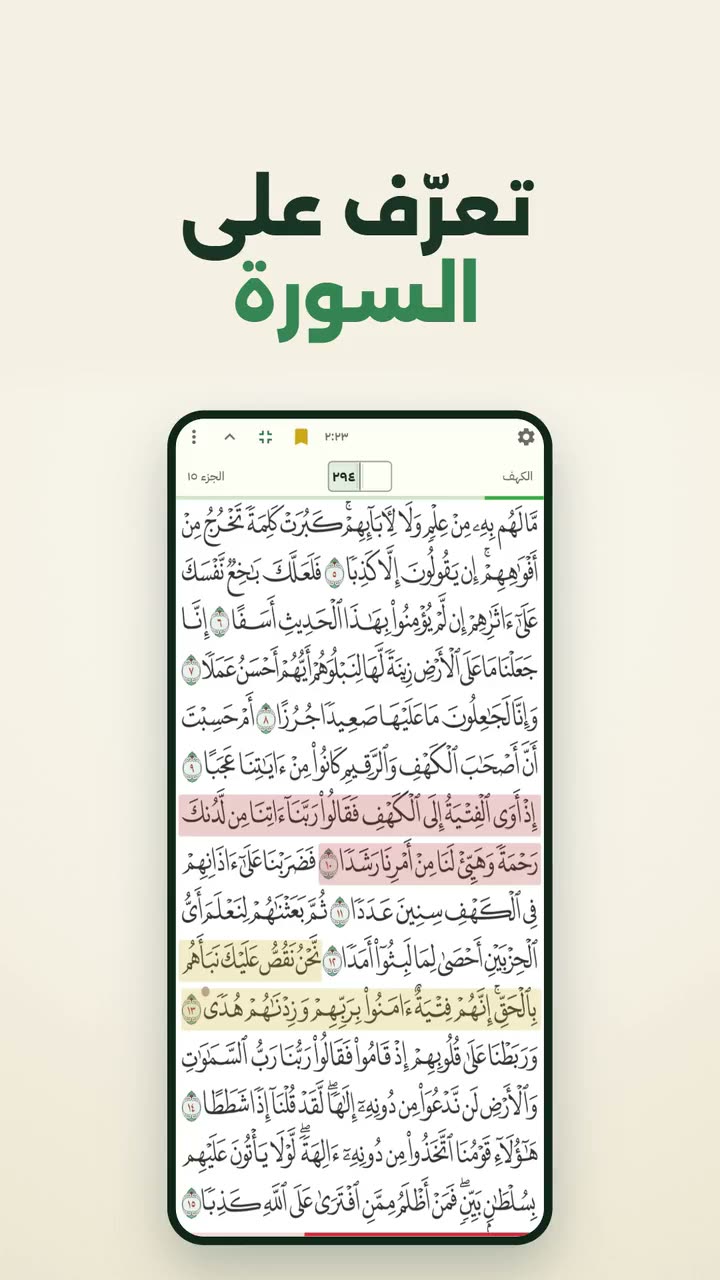 تعرّف على
السورة
٢:٢٣
الكهف
٢٩٤
الجزء ١٥
مَّا لَهُم بِهِۦ مِنْ عِلْمٍ وَلَا لِأٓبَآئِهِمْۚ كَبُرَتْ كَلِمَةً تَخْرُجُ مِنْ
أَفْوَٰهِهِمْۚ إِن يَقُولُونَ إِلَّا كَذِبًا ٥ فَلَعَلَّكَ بَٰخِعٌ نَّفْسَكَ
عَلَىٰٓ ءَاثَٰرِهِمْ إِن لَّمْ يُؤْمِنُوا۟ بِهَٰذَا ٱلْحَدِيثِ أَسَفًا ٦ إِنَّا
جَعَلْنَا مَا عَلَى ٱلْأَرْضِ زِينَةً لَّهَا لِنَبْلُوَهُمْ أَيُّهُمْ أَحْسَنُ عَمَلًا ٧
وَإِنَّا لَجَٰعِلُونَ مَا عَلَيْهَا صَعِيدًا جُرُزًا ٨ أَمْ حَسِبْتَ
أَنَّ أَصْحَٰبَ ٱلْكَهْفِ وَٱلرَّقِيمِ كَانُوا۟ مِنْ ءَايَٰتِنَا عَجَبًا ٩
إِذْ أَوَى ٱلْفِتْيَةُ إِلَى ٱلْكَهْفِ فَقَالُوا۟ رَبَّنَآ ءَاتِنَا مِن لَّدُنكَ
رَحْمَةً وَهَيِّئْ لَنَا مِنْ أَمْرِنَا رَشَدًا ١٠ فَضَرَبْنَا عَلَىٰٓ ءَاذَانِهِمْ
فِى ٱلْكَهْفِ سِنِينَ عَدَدًا ١١ ثُمَّ بَعَثْنَٰهُمْ لِنَعْلَمَ أَىُّ
ٱلْحِزْبَيْنِ أَحْصَىٰ لِمَا لَبِثُوٓا۟ أَمَدًا ١٢ نَّحْنُ نَقُصُّ عَلَيْكَ نَبَأَهُم
بِٱلْحَقِّۚ إِنَّهُمْ فِتْيَةٌ ءَامَنُوا۟ بِرَبِّهِمْ وَزِدْنَٰهُمْ هُدًى ١٣
وَرَبَطْنَا عَلَىٰ قُلُوبِهِمْ إِذْ قَامُوا۟ فَقَالُوا۟ رَبُّنَا رَبُّ ٱلسَّمَٰوَٰتِ
وَٱلْأَرْضِ لَن نَّدْعُوَا۟ مِن دُونِهِۦٓ إِلَٰهًاۖ لَّقَدْ قُلْنَآ إِذًا شَطَطًا ١٤
هَٰٓؤُلَآءِ قَوْمُنَا ٱتَّخَذُوا۟ مِن دُونِهِۦٓ ءَالِهَةًۖ لَّوْلَا يَأْتُونَ عَلَيْهِم
بِسُلْطَٰنٍۭ بَيِّنٍۖ فَمَنْ أَظْلَمُ مِمَّنِ ٱفْتَرَىٰ عَلَى ٱللَّهِ كَذِبًا ١٥